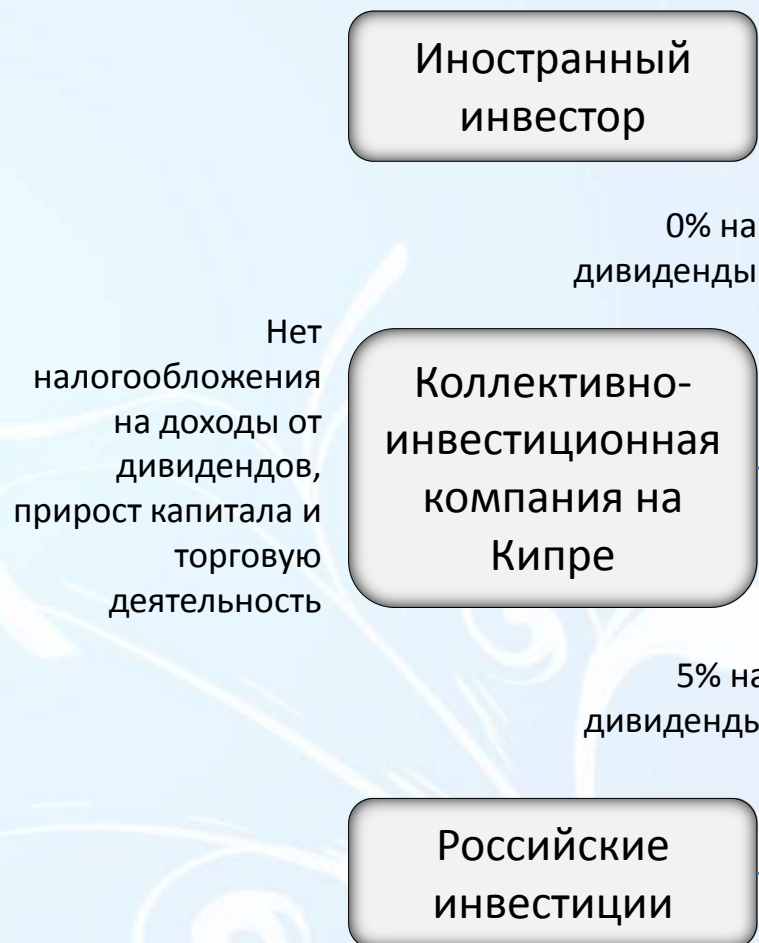 Иностранный
инвестор
0% на
дивиденды
Нет
налогообложения
на доходы от
дивидендов,
прирост капитала и
торговую
деятельность
Коллективно-
инвестиционная
компания на
Кипре
5% на
дивиденды
Российские
инвестиции